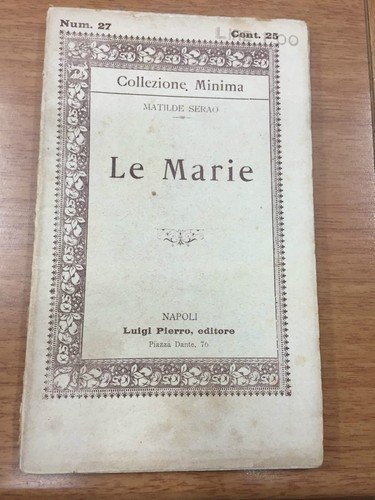 Num. 27
Cent. 25
Collezione Minima
MATILDE SERAO
Le Marie
NAPOLI
Luigi Pierro, editore
Piazza Dante, 76